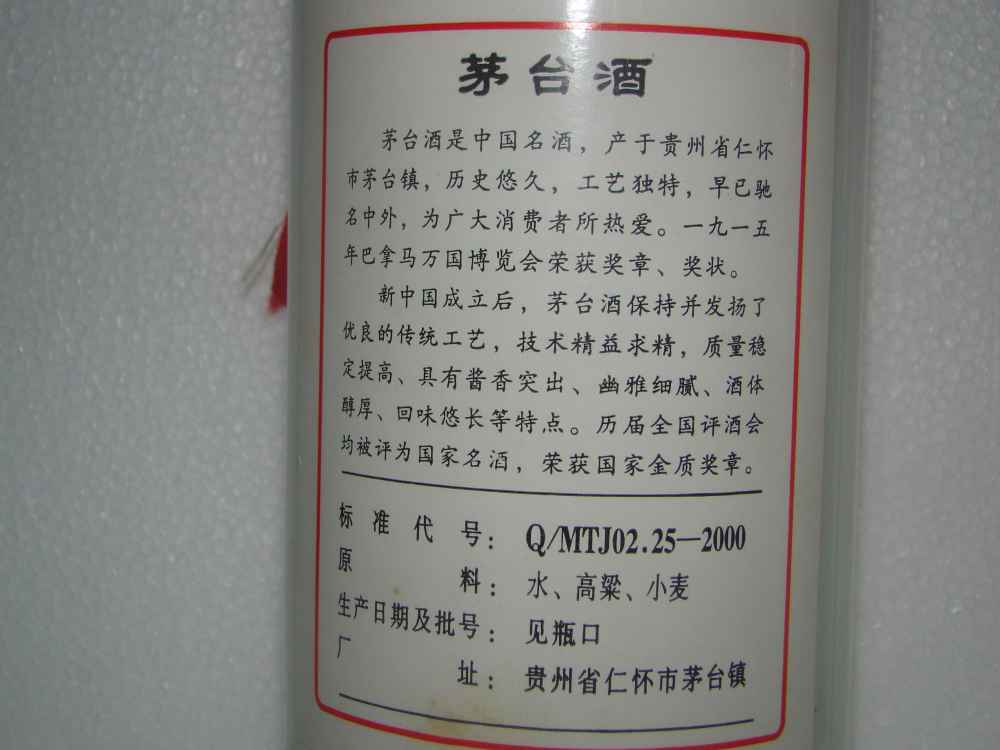 茅台酒
茅台酒是中国名酒，产于贵州省仁怀
市茅台镇，历史悠久，工艺独特，早已驰
名中外，为广大消费者所热爱。一九一五
年巴拿马万国博览会荣获奖章、奖状。
新中国成立后，茅台酒保持并发扬了
优良的传统工艺，技术精益求精，质量稳
定提高、具有酱香突出、幽雅细腻、酒体
醇厚、回味悠长等特点。历届全国评酒会
均被评为国家名酒，荣获国家金质奖章。
标准代号：Q/MTJ02.25—2000
原料：水、高粱、小麦
生产日期及批号：见瓶口
厂址：贵州省仁怀市茅台镇